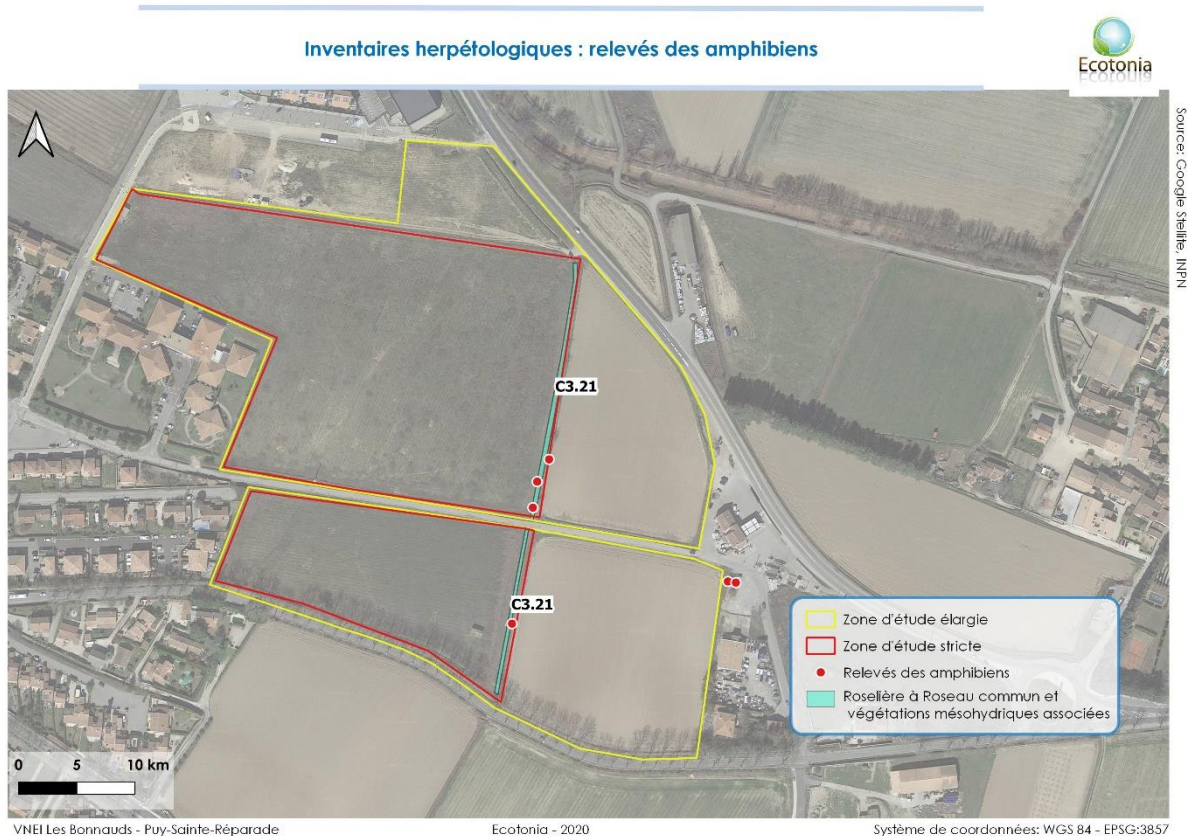 Inventaires herpétologiques : relevés des amphibiens
Ecotonia
Source: Google Stellite, INPN
C3.21
C3.21
Zone d'étude élargie
Zone d'étude stricte
Relevés des amphibiens
Roselière à Roseau commun et
végétations mésohydriques associées
0 5 10 km
VNEI Les Bonnauds - Puy-Sainte-Réparade
Ecotonia - 2020
Système de coordonnées: WGS 84 - EPSG:3857